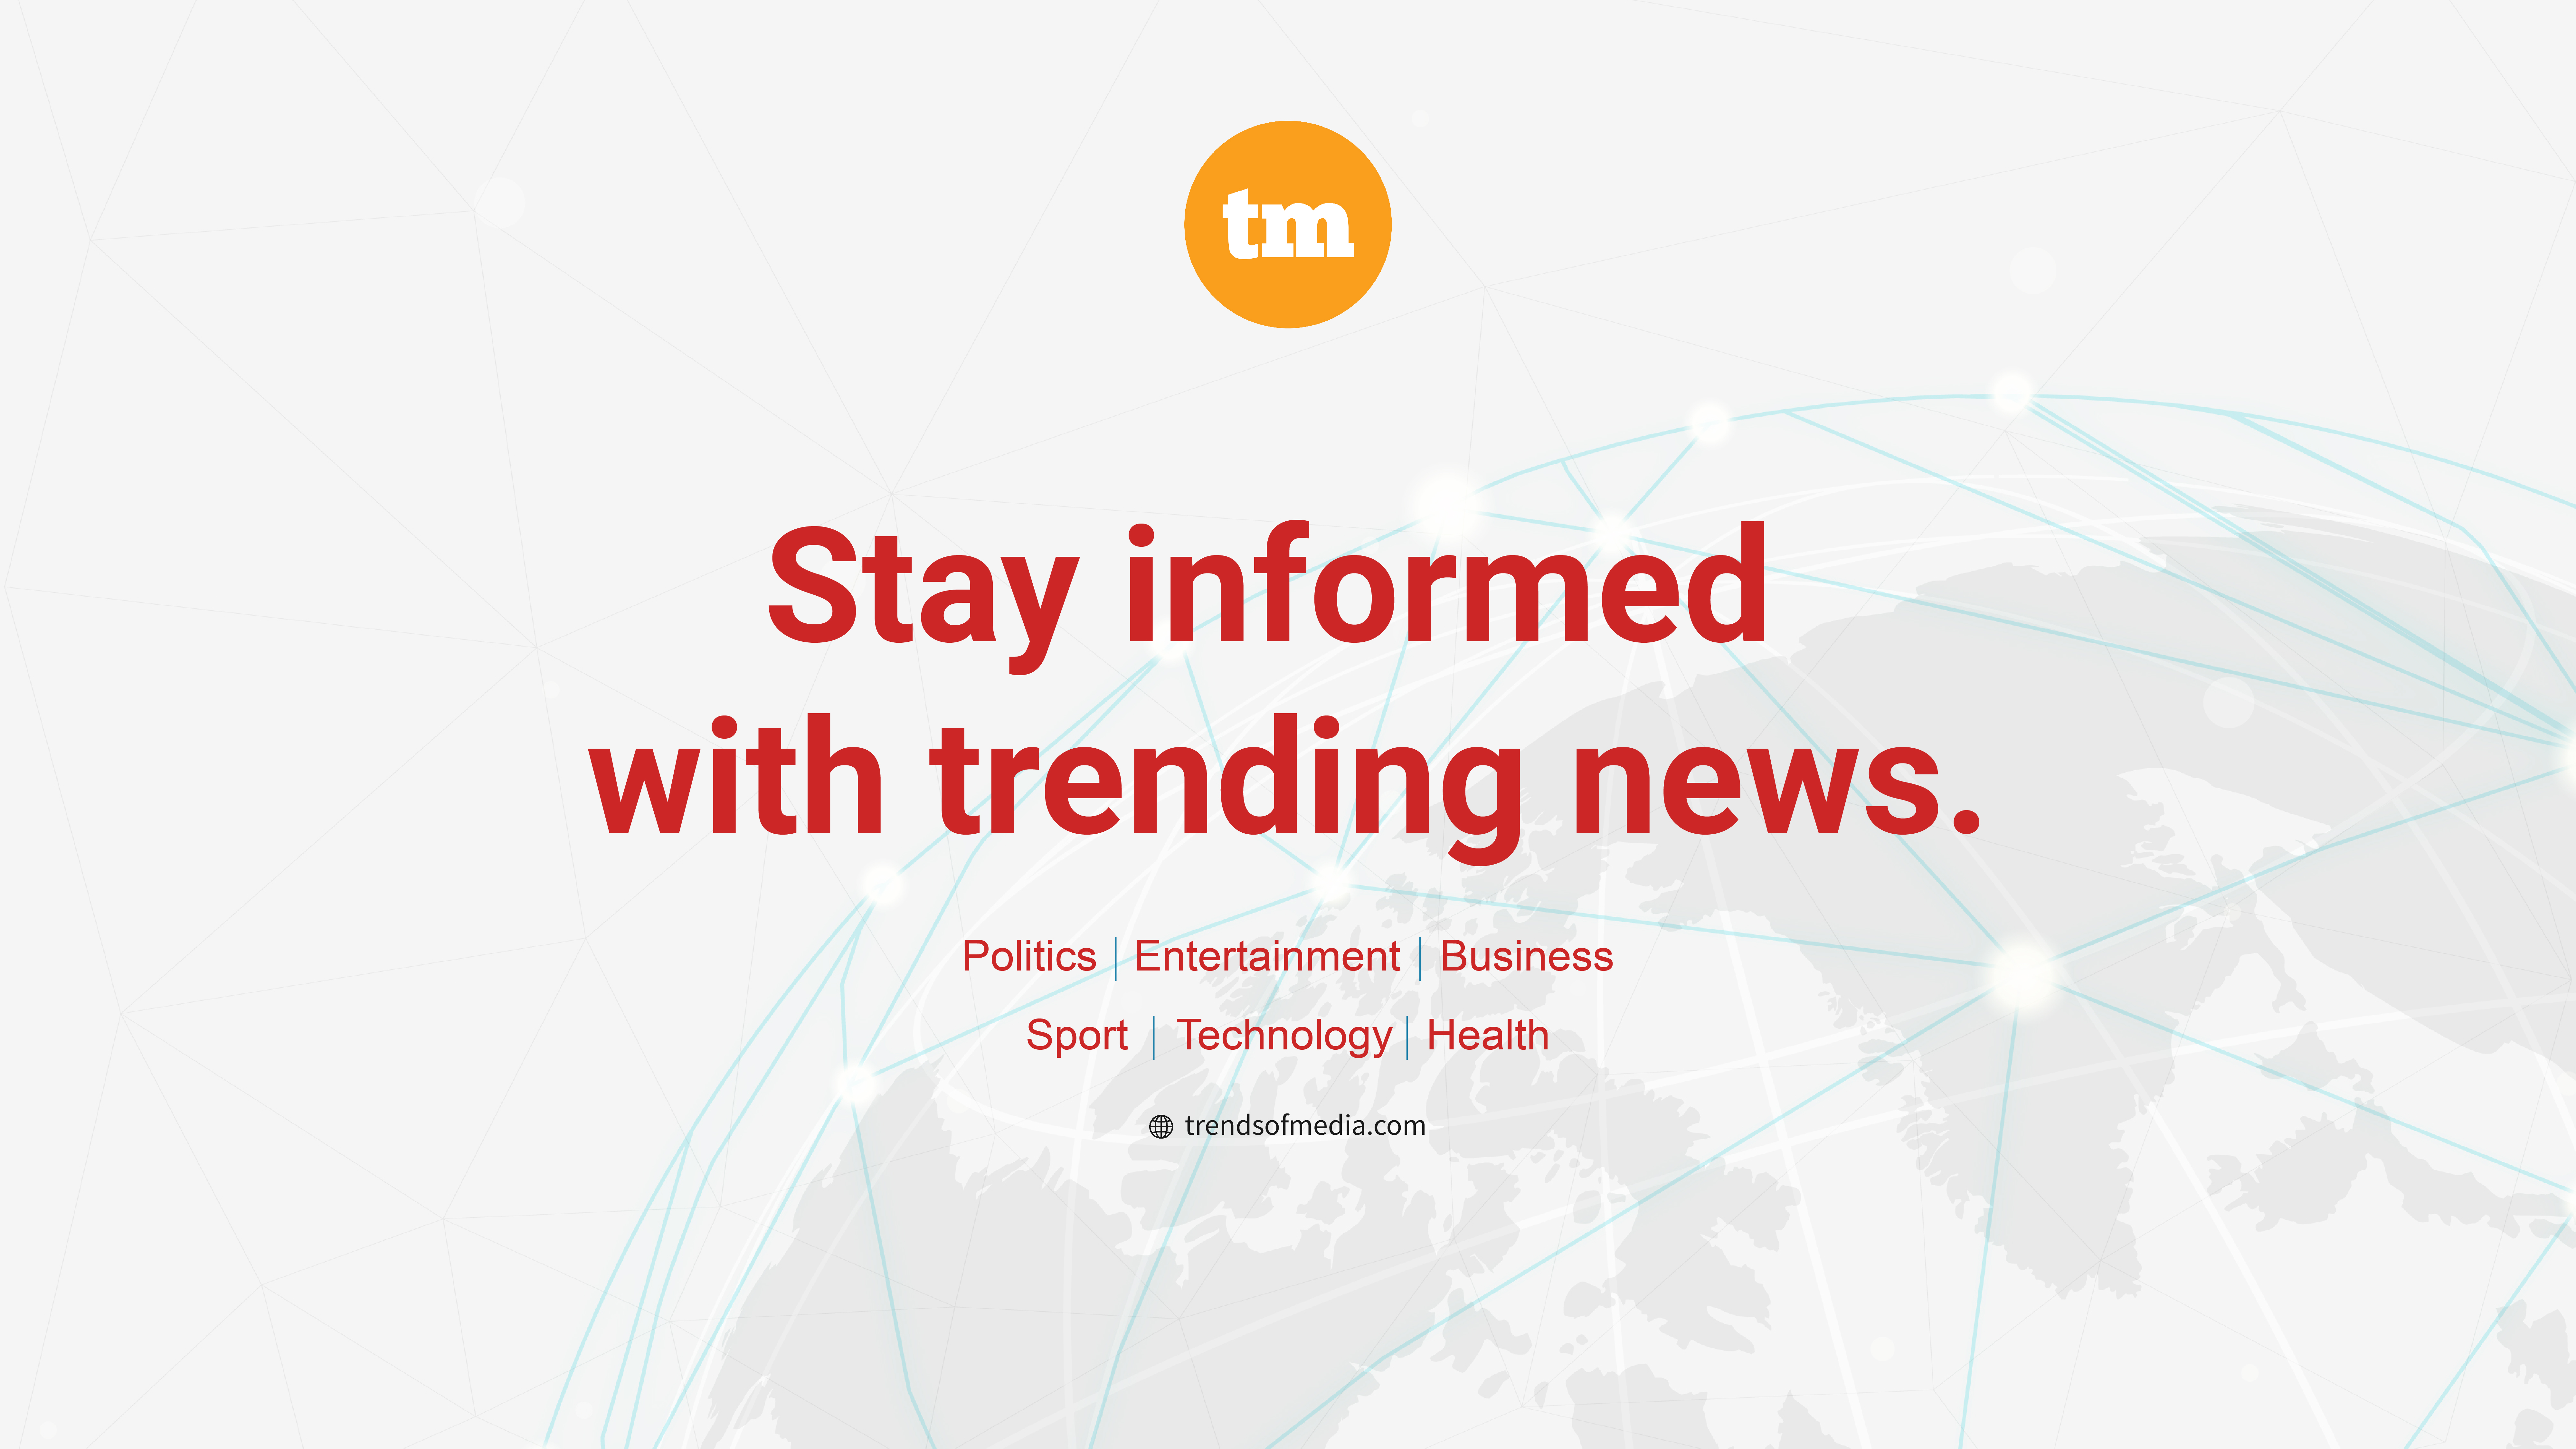 tm
Stay informed
with trending news.
Politics | Entertainment | Business
Sport | Technology | Health
trendsofmedia.com